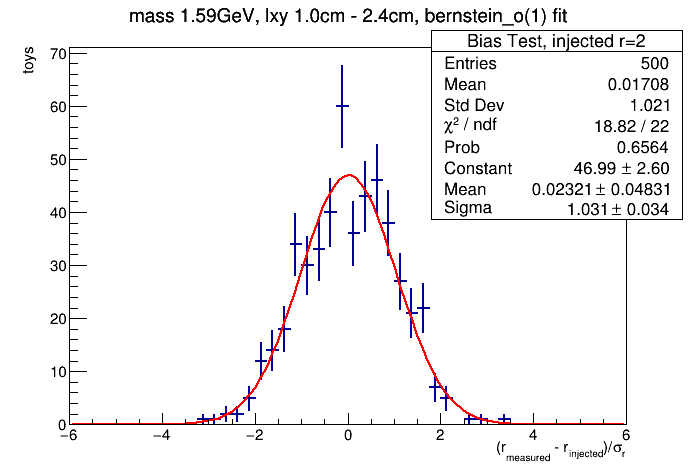 mass 1.59GeV, lxy 1.0cm - 2.4cm, bernstein_o(1) fit
toys
Bias Test, injected r=2
Entries 500
Mean 0.01708
Std Dev 1.021
χ² / ndf 18.82 / 22
Prob 0.6564
Constant 46.99 ± 2.60
Mean 0.02321 ± 0.04831
Sigma 1.031 ± 0.034
70
60
50
40
30
20
10
0
−6 −4 −2 0 2 4 6
(r_measured - r_injected)/σ_r